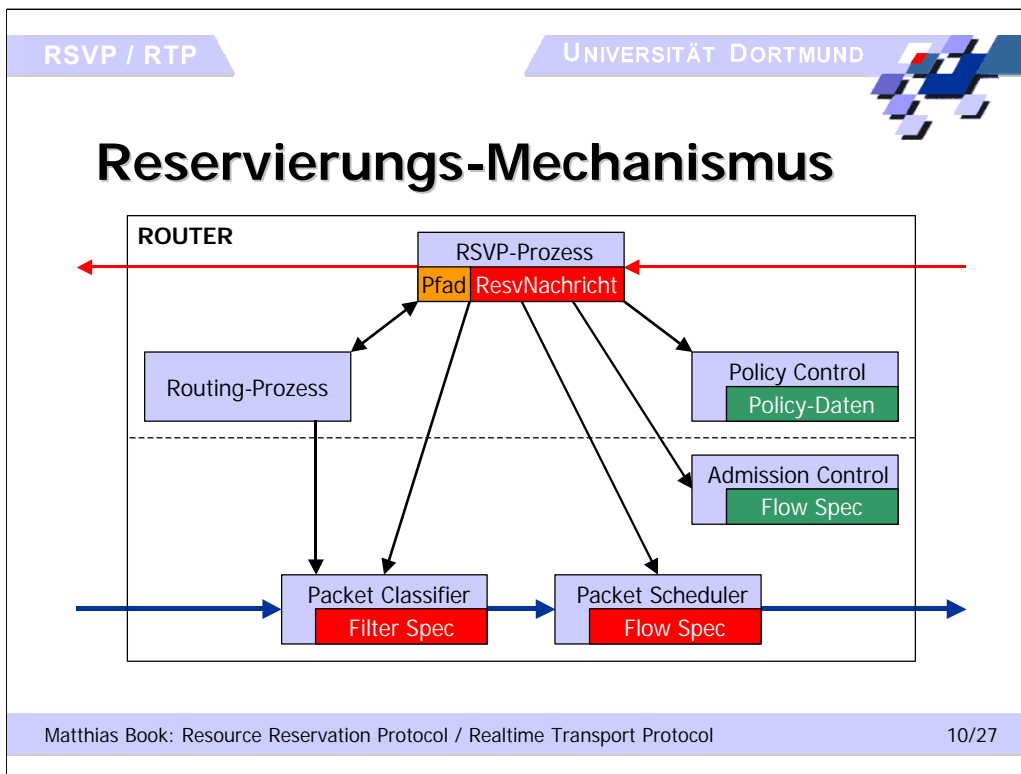 RSVP / RTP
UNIVERSITÄT DORTMUND
Reservierungs-Mechanismus
ROUTER
RSVP-Prozess
Pfad
ResvNachricht
Routing-Prozess
Policy Control
Policy-Daten
Admission Control
Flow Spec
Packet Classifier
Filter Spec
Packet Scheduler
Flow Spec
Matthias Book: Resource Reservation Protocol / Realtime Transport Protocol
10/27